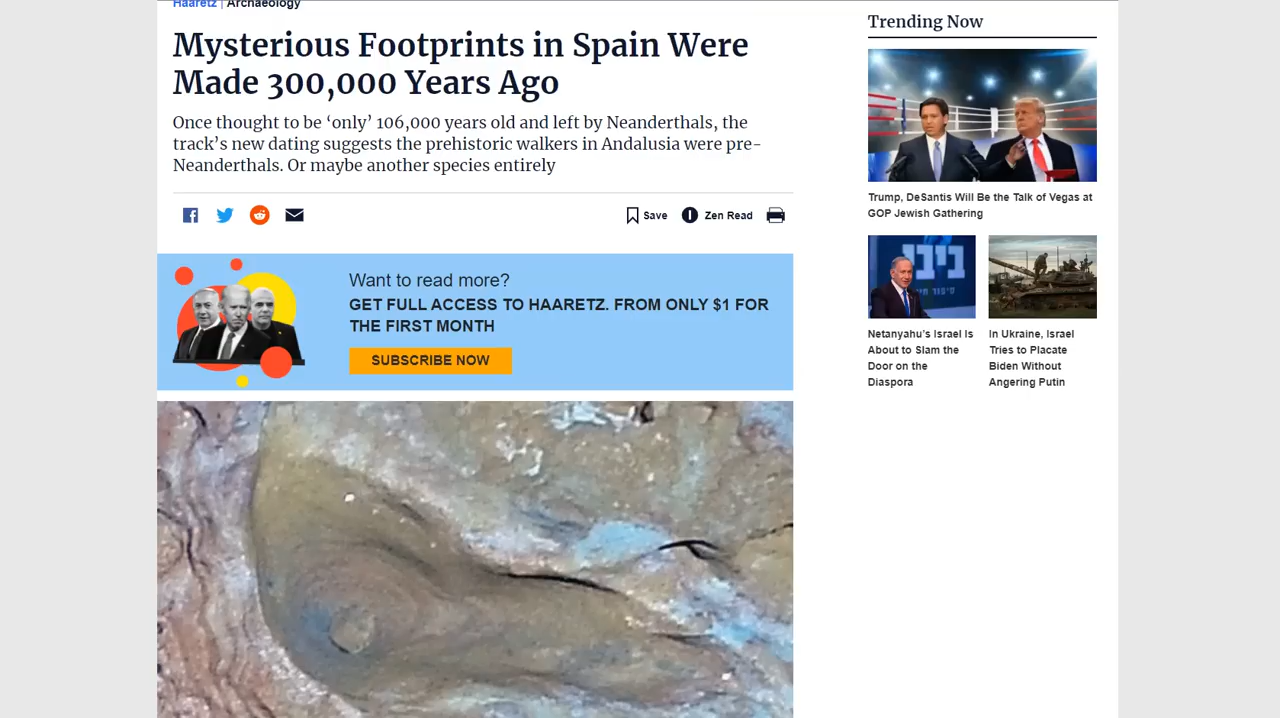 Haaretz | Archaeology
Mysterious Footprints in Spain Were
Made 300,000 Years Ago
Once thought to be ‘only’ 106,000 years old and left by Neanderthals, the
track’s new dating suggests the prehistoric walkers in Andalusia were pre-
Neanderthals. Or maybe another species entirely
Save
Zen Read
Want to read more?
GET FULL ACCESS TO HAARETZ. FROM ONLY $1 FOR
THE FIRST MONTH
SUBSCRIBE NOW
Trending Now
Trump, DeSantis Will Be the Talk of Vegas at
GOP Jewish Gathering
ביבי
Netanyahu’s Israel Is
About to Slam the
Door on the
Diaspora
In Ukraine, Israel
Tries to Placate
Biden Without
Angering Putin